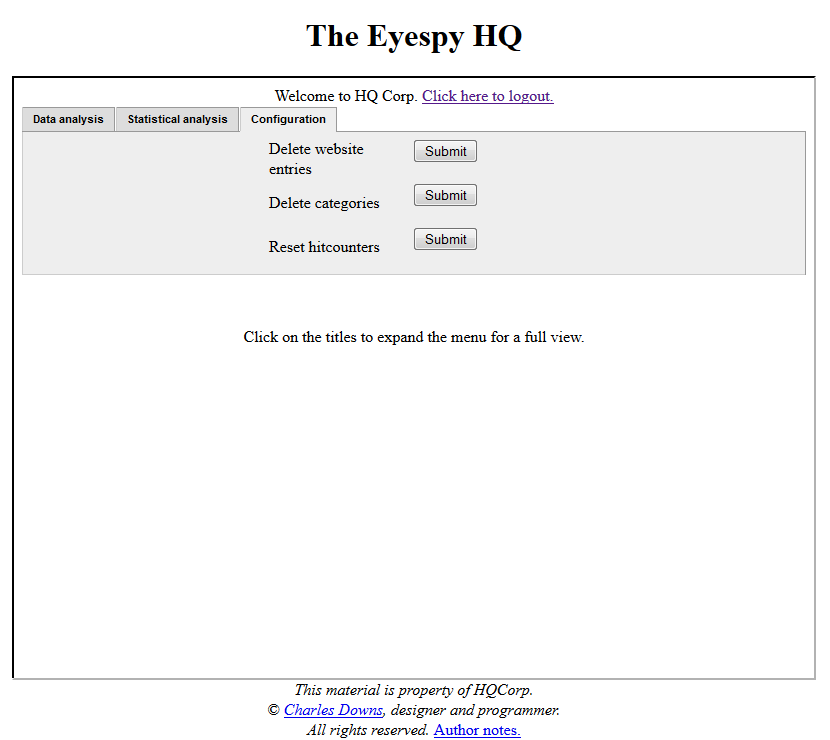 The Eyespy HQ
Welcome to HQ Corp. Click here to logout.
Data analysis Statistical analysis Configuration
Delete website Submit
entries
Delete categories Submit
Reset hitcounters Submit
Click on the titles to expand the menu for a full view.
This material is property of HQCorp.
© Charles Downs, designer and programmer.
All rights reserved. Author notes.